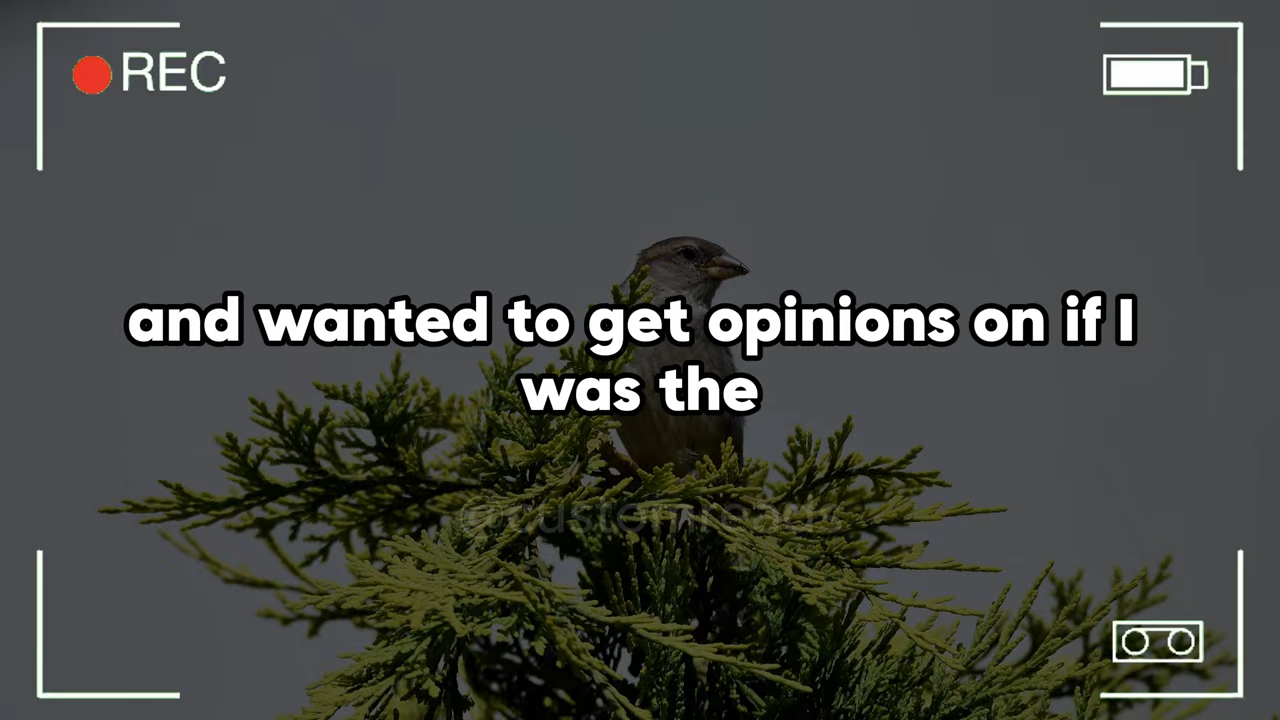 REC
and wanted to get opinions on if I
was the